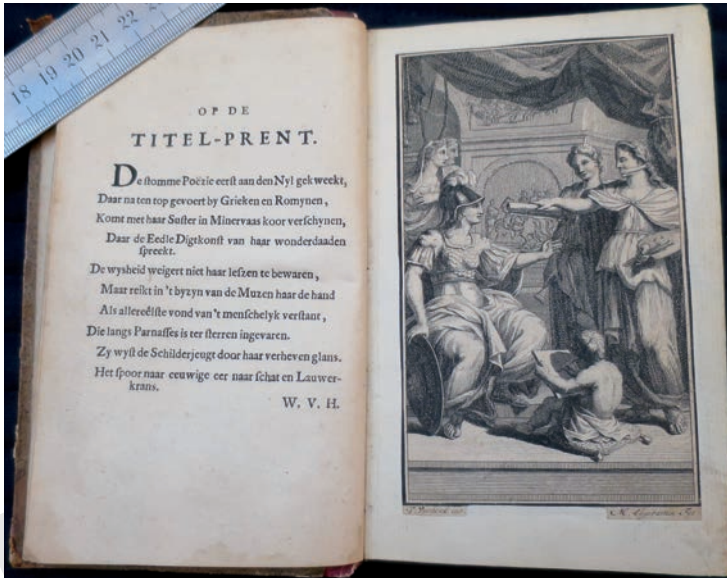 18 19 20 21 22
OP DE
TITEL-PRENT.
De ſtomme Poëzie eerſt aan den Nyl gekweekt,
Daar na ten top gevoert by Grieken en Romynen,
Komt met haar Suſter in Minervaas koor verſchynen,
Daar de Eedle Digtkonſt van haar wonderdaaden
ſpreekt.
De wysheid weigert niet haar leſzen te bewaren,
Maar reikt in 't byzyn van de Muzen haar de hand
Als allereêlſte vond van 't menſchelyk verſtant,
Die langs Parnaſſes is ter ſterren ingevaren.
Zy wyſt de Schilderjeugt door haar verheven glans.
Het ſpoor naar eeuwige eer naar ſchat en Lauwer-
krans.
W. V. H.